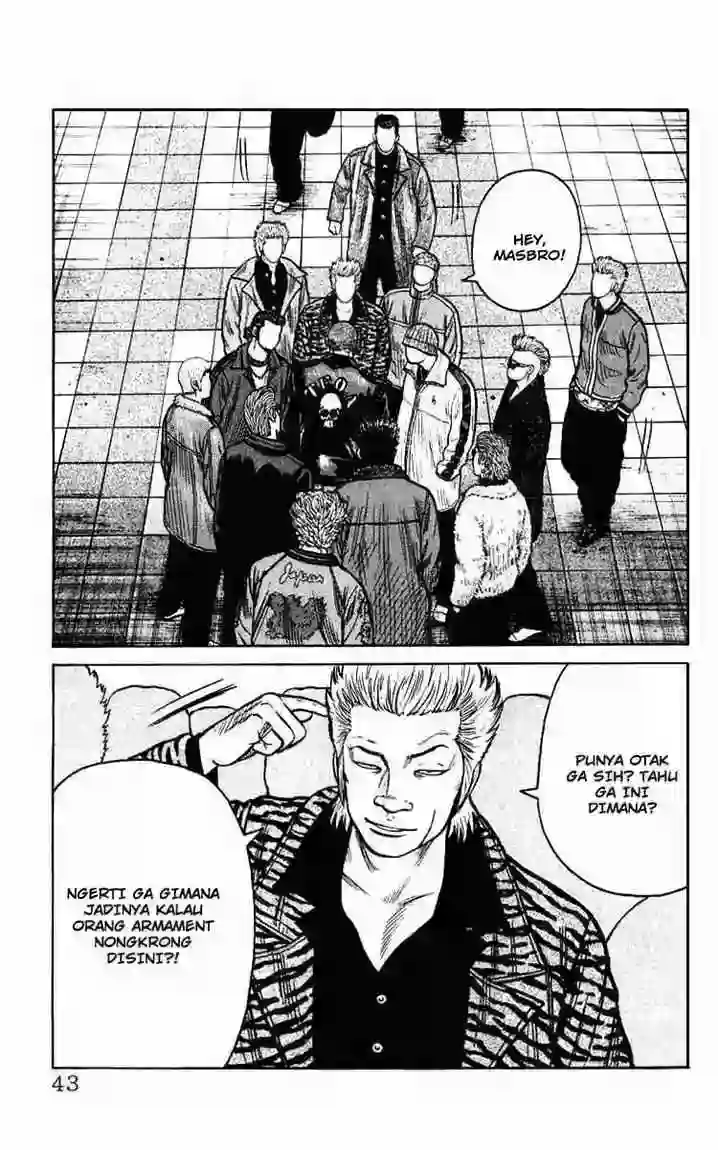 HEY,
MASBRO!
Japan
PUNYA OTAK
GA SIH? TAHU
GA INI
DIMANA?
NGERTI GA GIMANA
JADINYA KALAU
ORANG ARMAMENT
NONGKRONG
DISINI?!
43